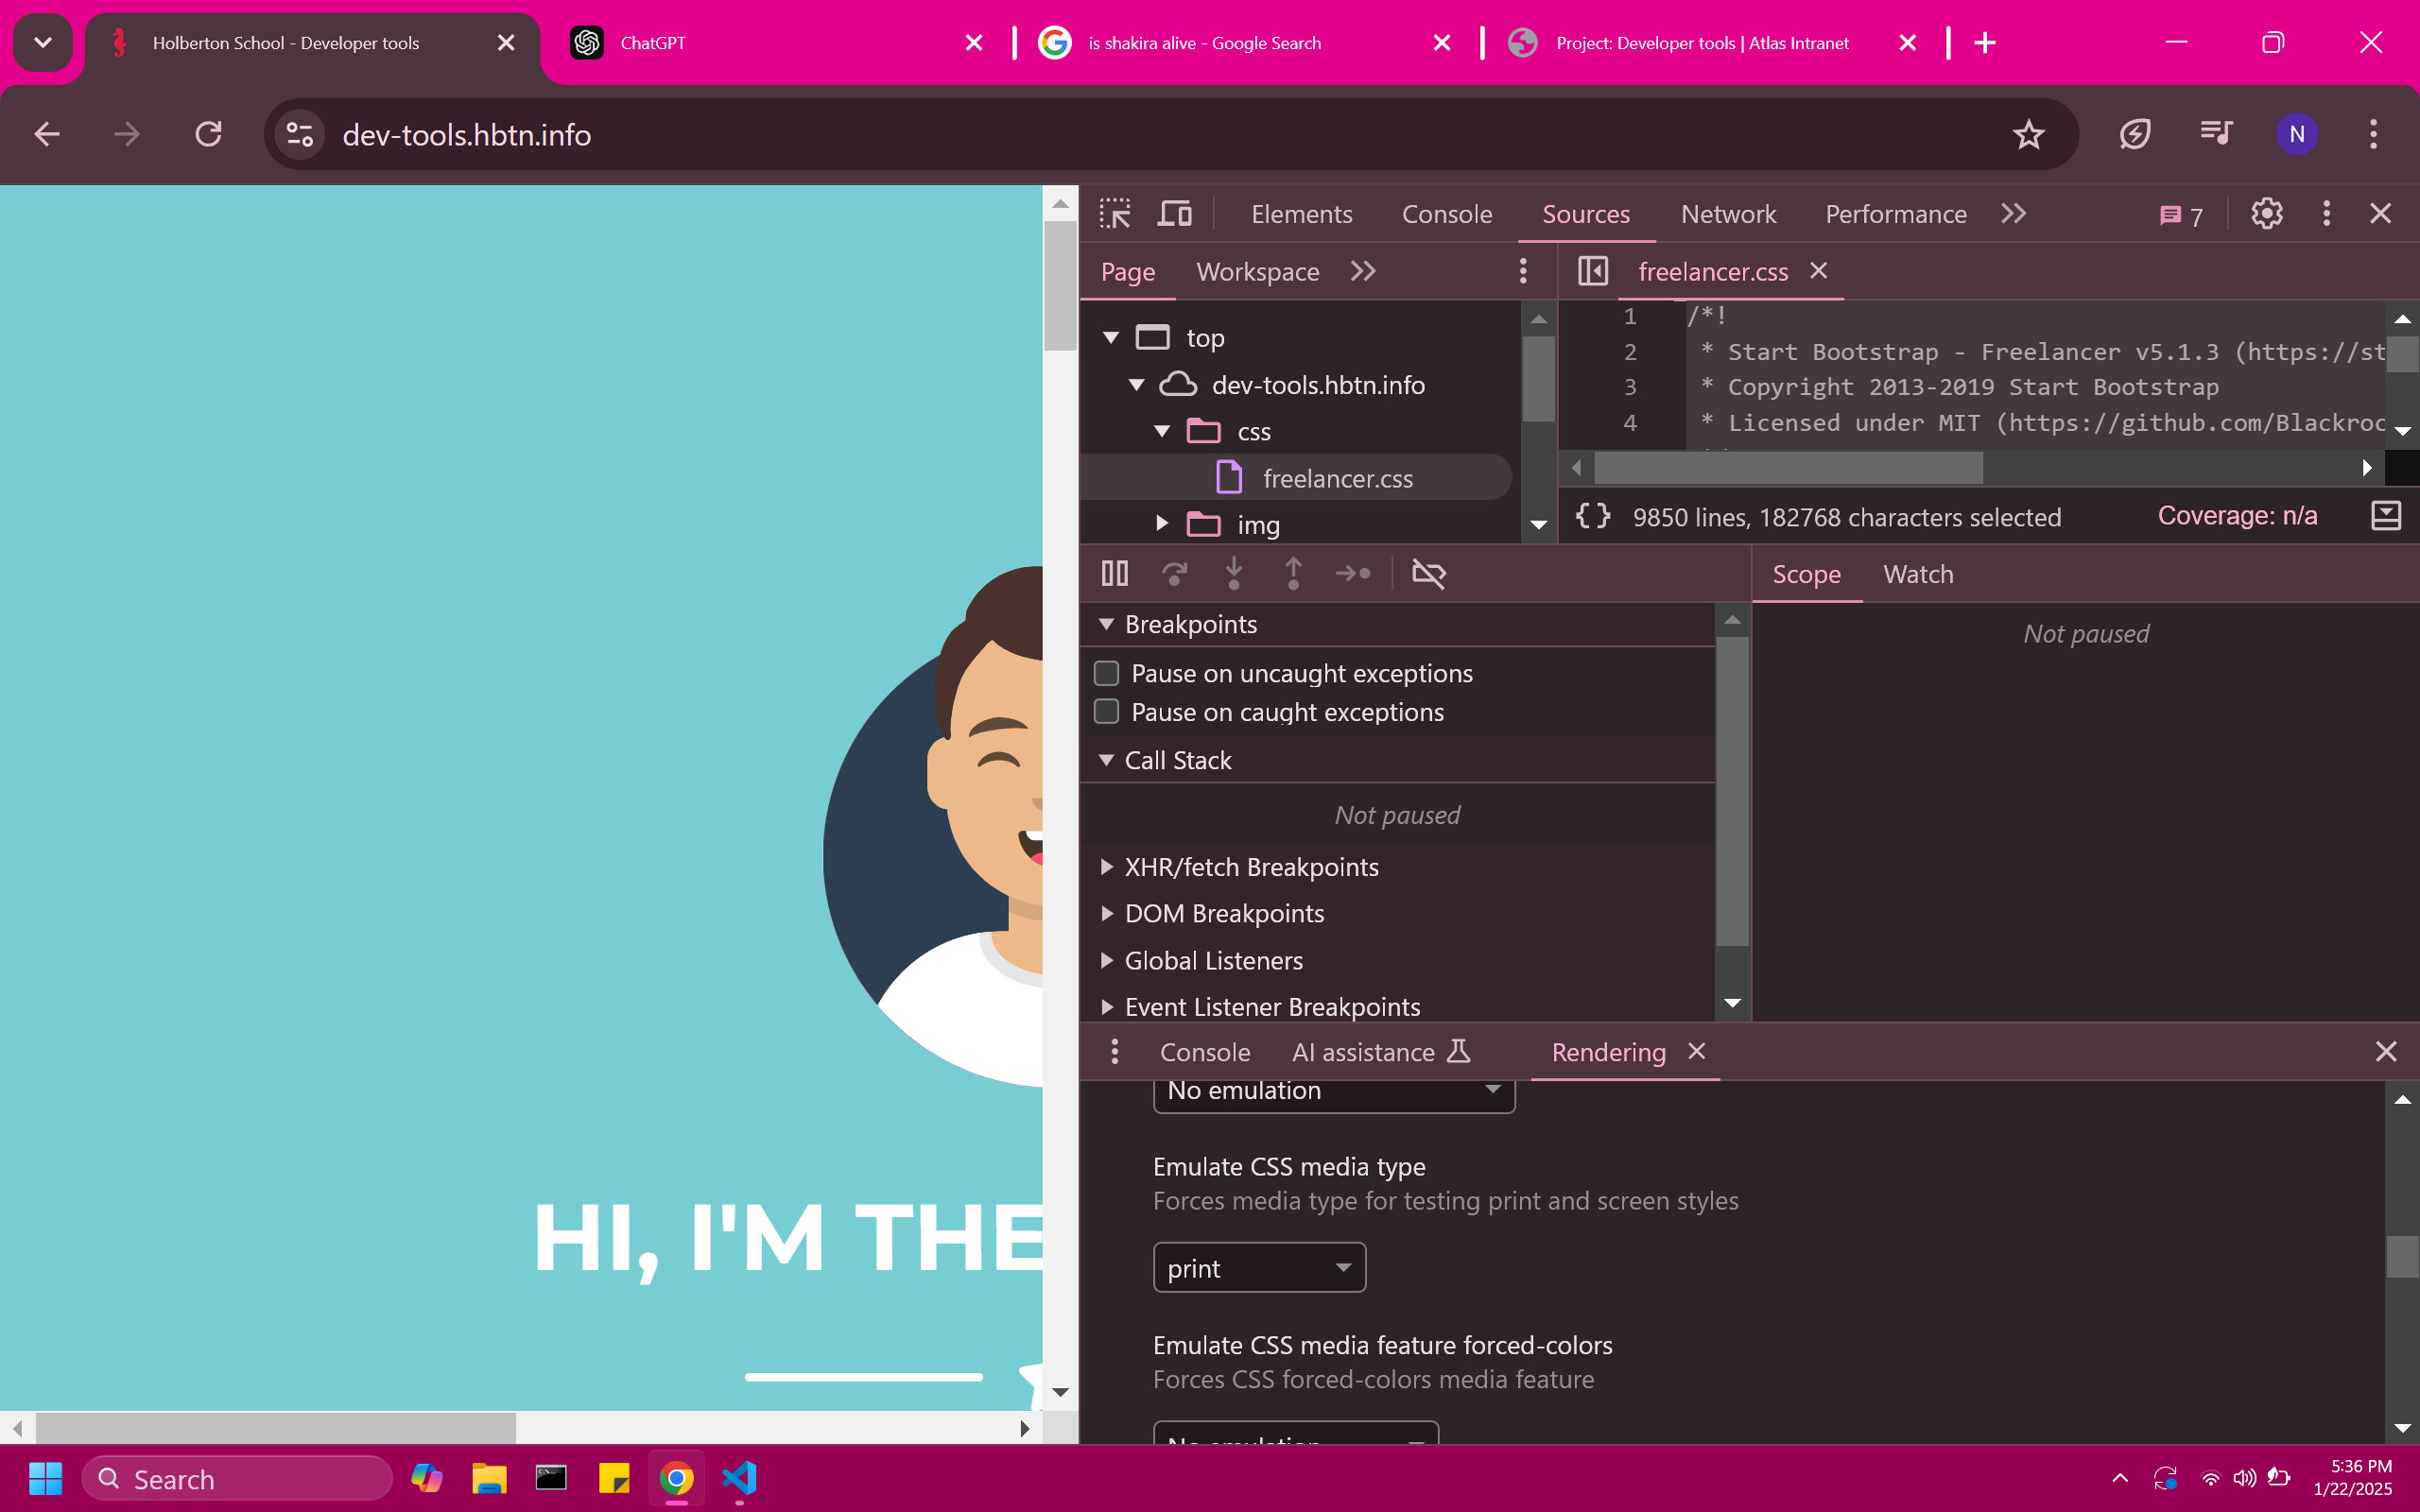 Holberton School - Developer tools
ChatGPT
is shakira alive - Google Search
Project: Developer tools | Atlas Intranet
dev-tools.hbtn.info
N
Elements Console Sources Network Performance 7
Page Workspace
freelancer.css
top
dev-tools.hbtn.info
css
freelancer.css
img
1 /*!
2 * Start Bootstrap - Freelancer v5.1.3 (https://st
3 * Copyright 2013-2019 Start Bootstrap
4 * Licensed under MIT (https://github.com/Blackroc
{} 9850 lines, 182768 characters selected Coverage: n/a
Scope Watch
Not paused
Breakpoints
Pause on uncaught exceptions
Pause on caught exceptions
Call Stack
Not paused
XHR/fetch Breakpoints
DOM Breakpoints
Global Listeners
Event Listener Breakpoints
Console AI assistance Rendering
No emulation
Emulate CSS media type
Forces media type for testing print and screen styles
print
Emulate CSS media feature forced-colors
Forces CSS forced-colors media feature
No emulation
HI, I'M THE
Search
5:36 PM
1/22/2025